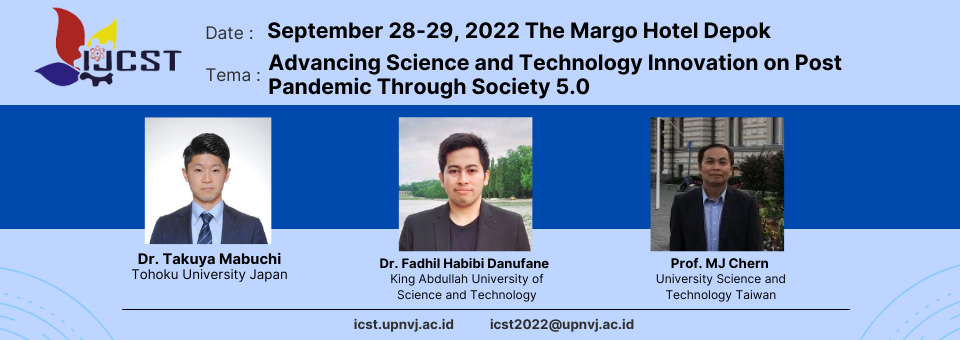 IJCST
Date : September 28-29, 2022 The Margo Hotel Depok
Tema : Advancing Science and Technology Innovation on Post
Pandemic Through Society 5.0
Dr. Takuya Mabuchi
Tohoku University Japan
Dr. Fadhil Habibi Danufane
King Abdullah University of
Science and Technology
Prof. MJ Chern
University Science and
Technology Taiwan
icst.upnvj.ac.id icst2022@upnvj.ac.id